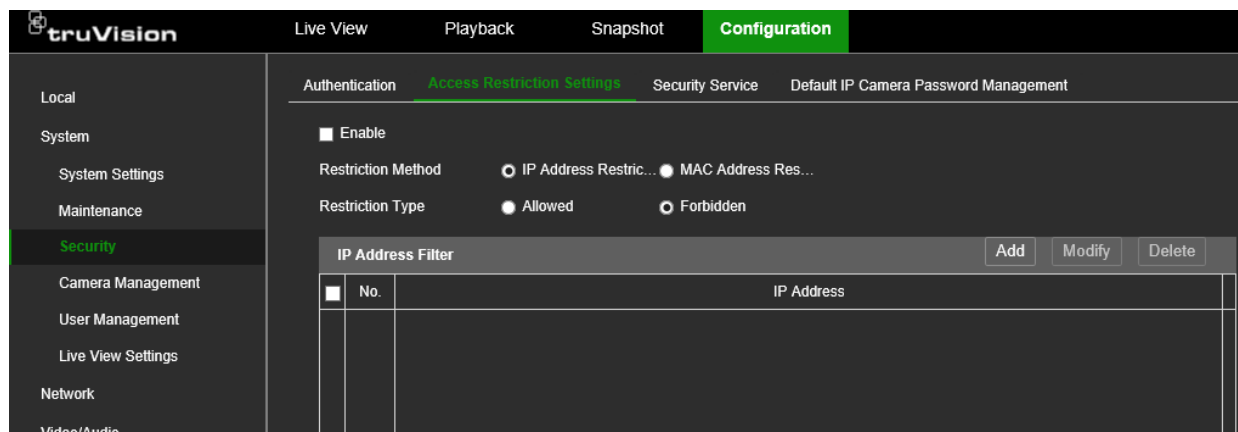 truVision
Live View Playback Snapshot Configuration
Authentication Access Restriction Settings Security Service Default IP Camera Password Management
Local
System
System Settings
Maintenance
Security
Camera Management
User Management
Live View Settings
Network
Video/Audio
Enable
Restriction Method IP Address Restric... MAC Address Res...
Restriction Type Allowed Forbidden
IP Address Filter Add Modify Delete
No. IP Address